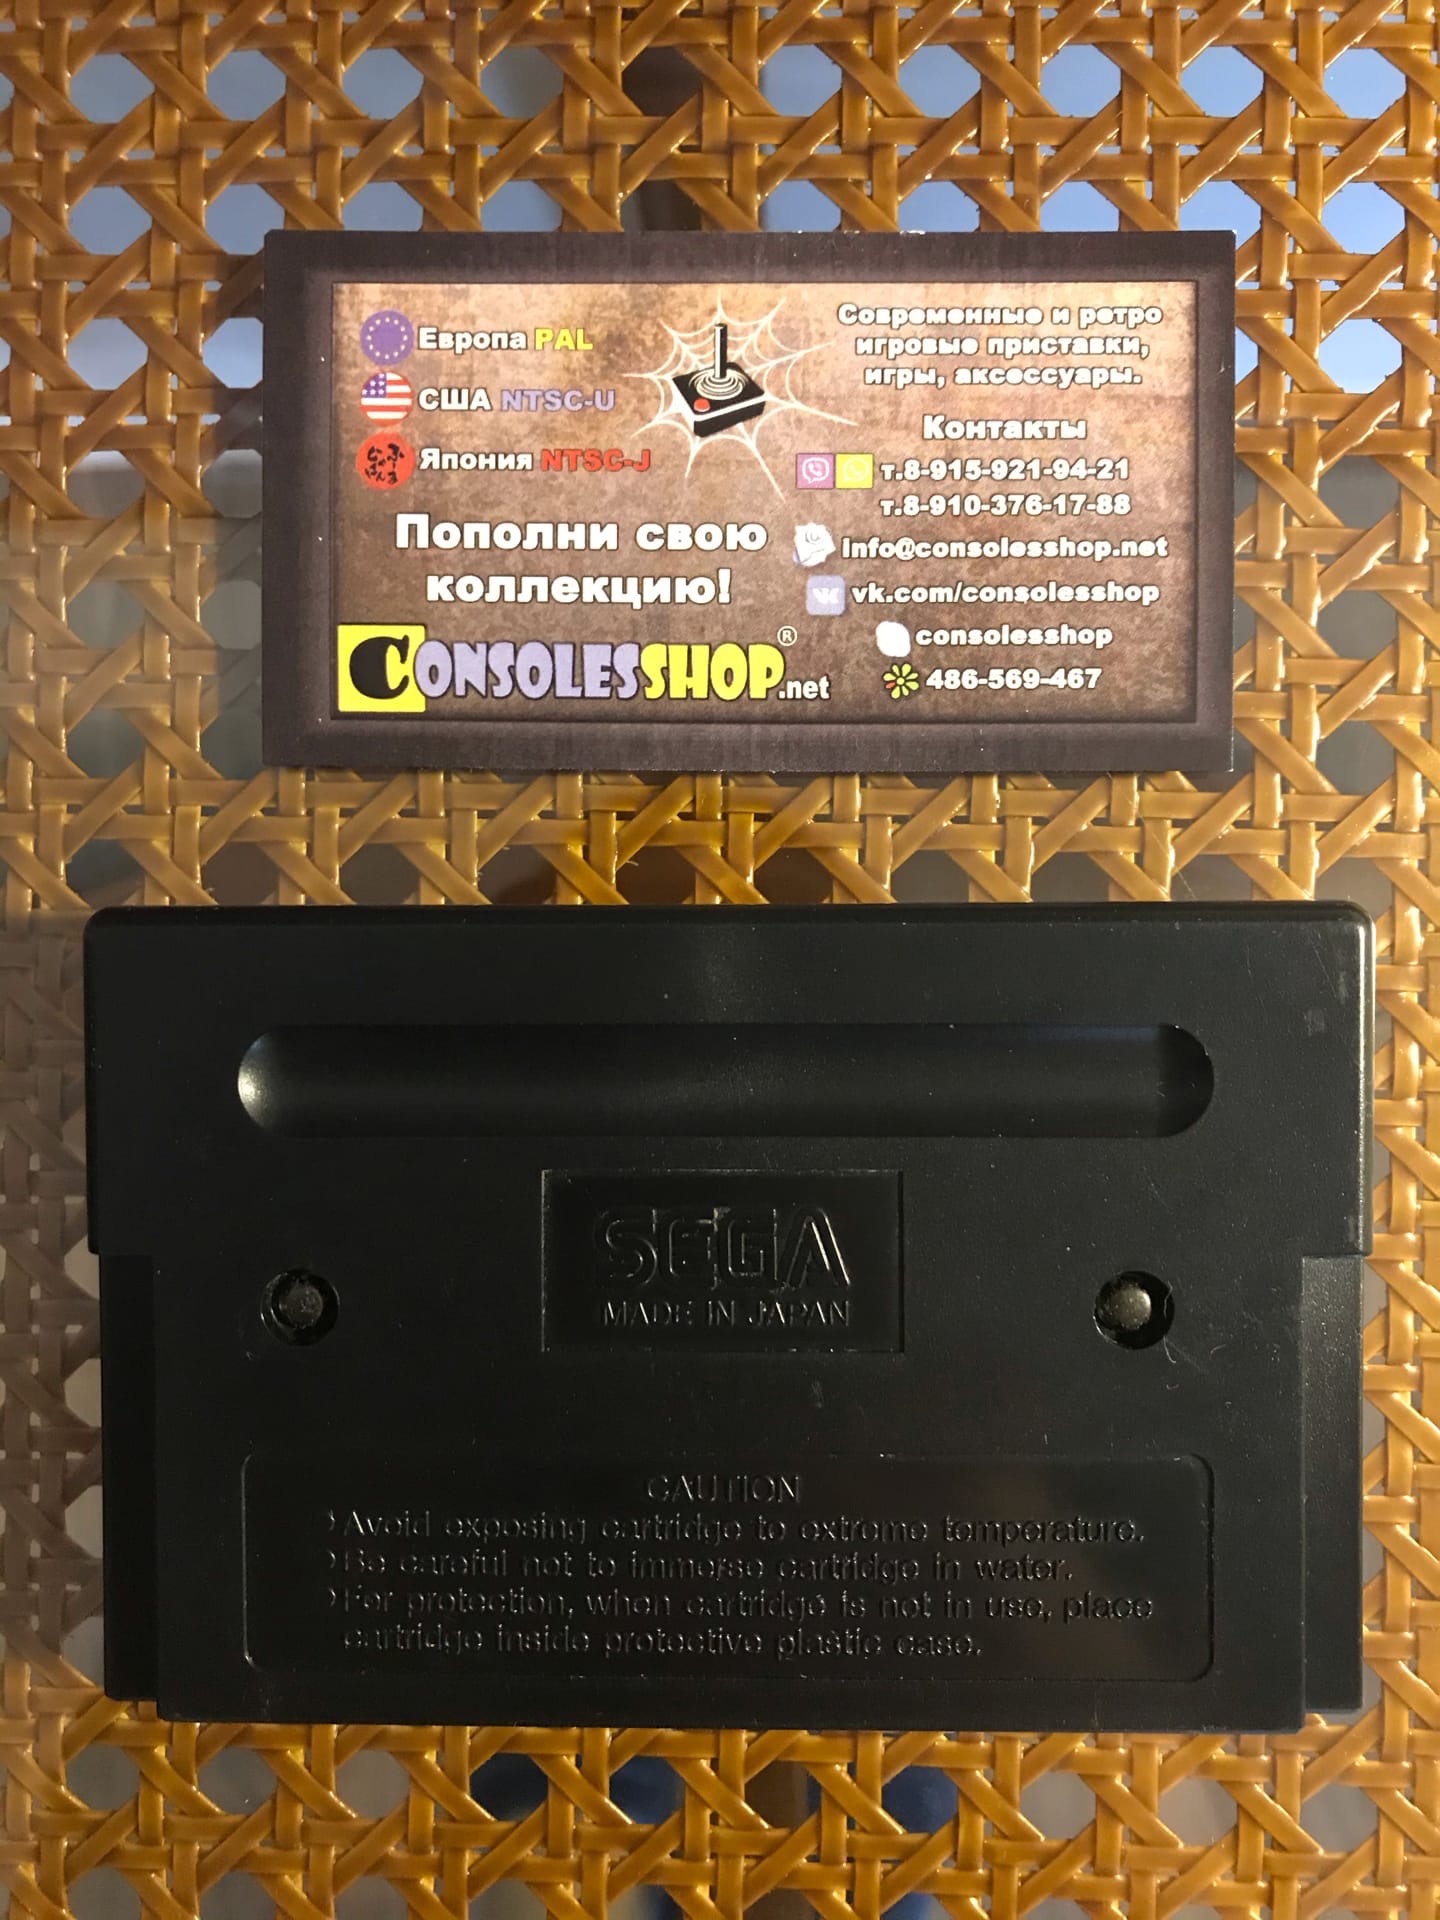 Европа PAL
США NTSC-U
Япония NTSC-J
Пополни свою
коллекцию!
CONSOLESSHOP.net®
Современные и ретро
игровые приставки,
игры, аксессуары.
Контакты
т.8-915-921-94-21
т.8-910-376-17-88
info@consolesshop.net
vk.com/consolesshop
consolesshop
486-569-467
SEGA
MADE IN JAPAN
CAUTION
Avoid exposing cartridge to extreme temperature.
Be careful not to immerse cartridge in water.
For protection, when cartridge is not in use, place
cartridge inside protective plastic case.